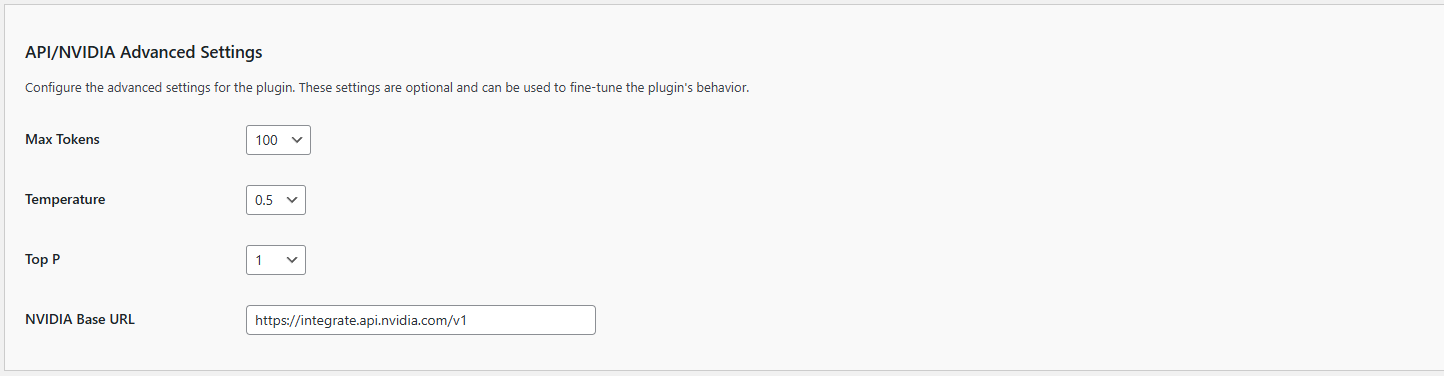 API/NVIDIA Advanced Settings
Configure the advanced settings for the plugin. These settings are optional and can be used to fine-tune the plugin's behavior.
Max Tokens
100
Temperature
0.5
Top P
1
NVIDIA Base URL
https://integrate.api.nvidia.com/v1